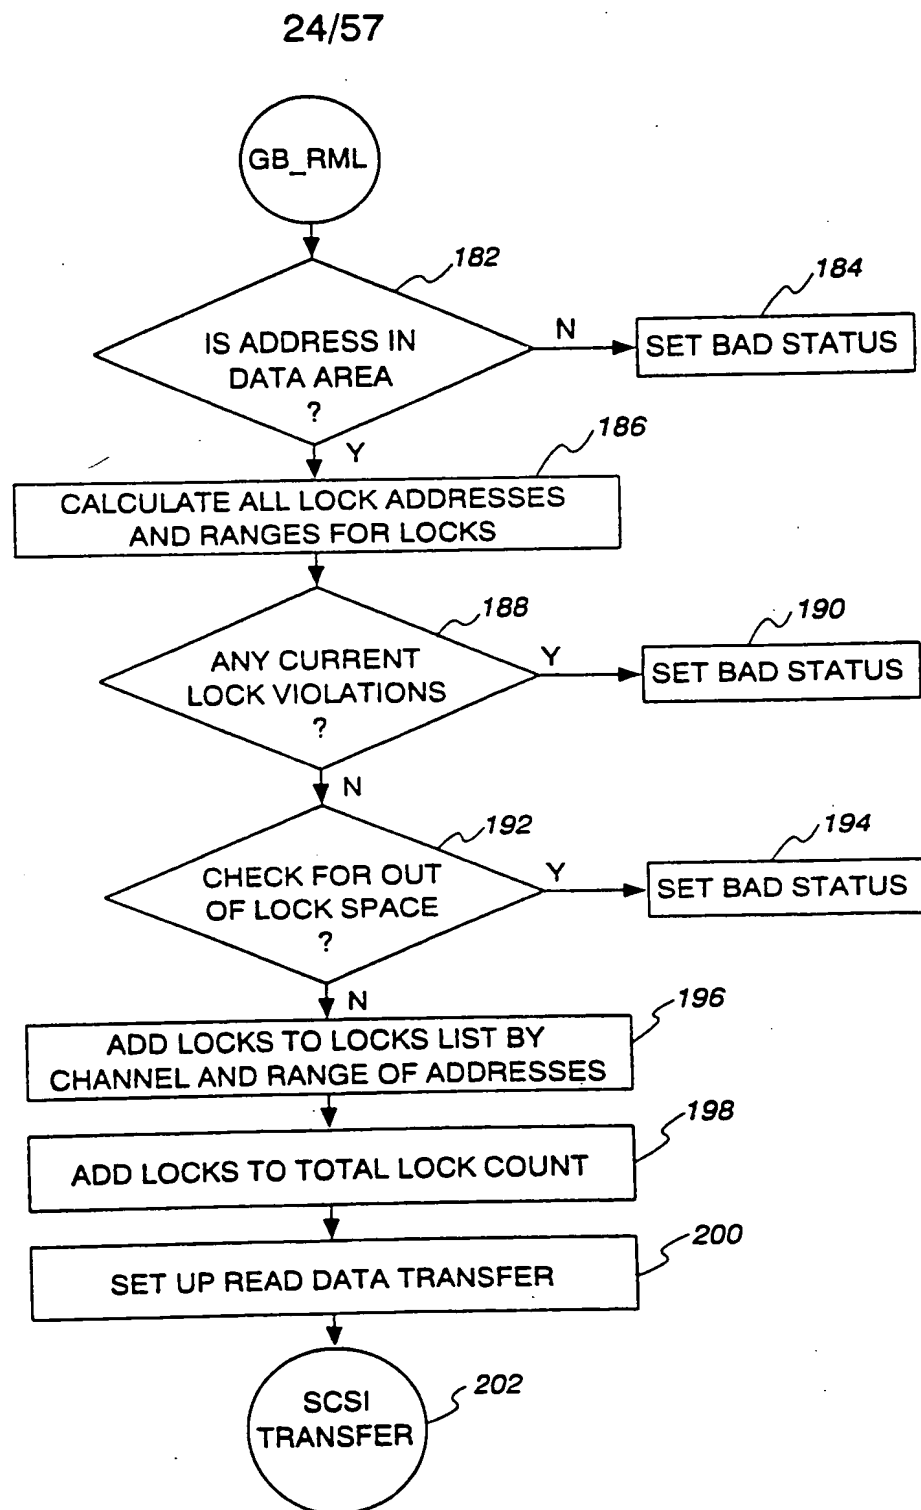 24/57
GB_RML
182
IS ADDRESS IN
DATA AREA
?
N
184
SET BAD STATUS
Y
186
CALCULATE ALL LOCK ADDRESSES
AND RANGES FOR LOCKS
188
ANY CURRENT
LOCK VIOLATIONS
?
Y
190
SET BAD STATUS
N
192
CHECK FOR OUT
OF LOCK SPACE
?
Y
194
SET BAD STATUS
N
196
ADD LOCKS TO LOCKS LIST BY
CHANNEL AND RANGE OF ADDRESSES
198
ADD LOCKS TO TOTAL LOCK COUNT
200
SET UP READ DATA TRANSFER
202
SCSI
TRANSFER